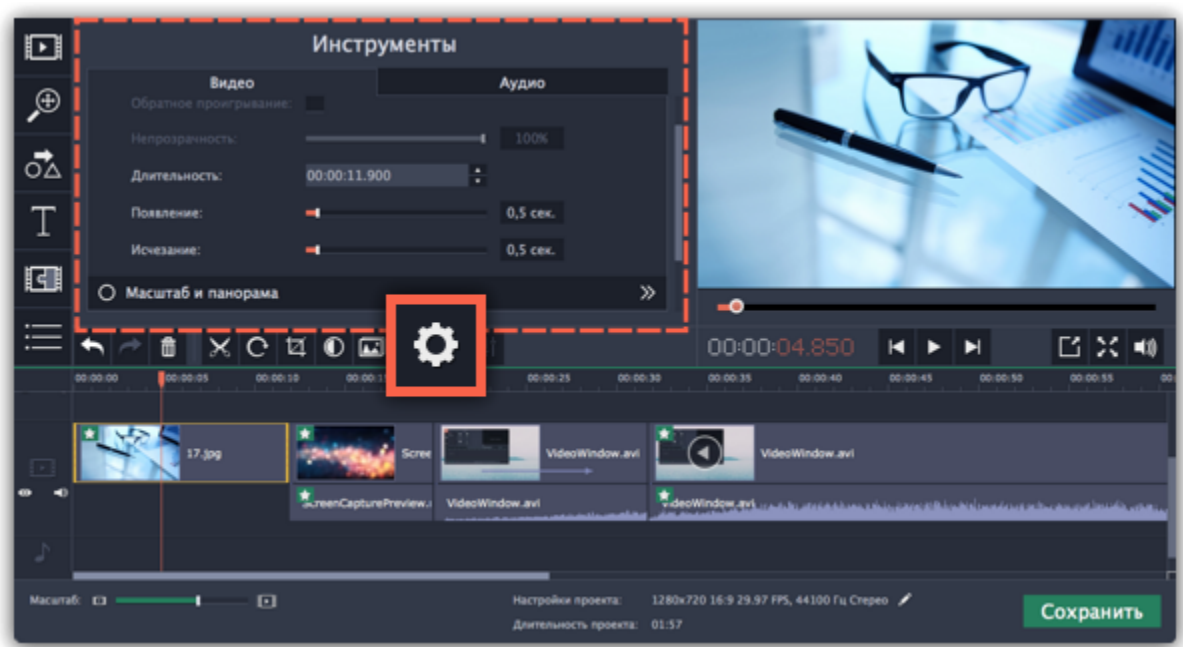 Инструменты
Видео
Аудио
Обратное проигрывание:
Непрозрачность:
100%
Длительность:
00:00:11.900
Появление:
0,5 сек.
Исчезание:
0,5 сек.
Масштаб и панорама
T
00:00:04.850
00:00:00 00:00:05 00:00:10 00:00:25 00:00:30 00:00:35 00:00:40 00:00:45 00:00:50 00:00:55
17.jpg
Scree
VideoWindow.avi
VideoWindow.avi
VideoWindow.avi
VideoWindow.avi
Масштаб:
Настройки проекта: 1280x720 16:9 29.97 FPS, 44100 Гц Стерео
Длительность проекта: 01:57
Сохранить